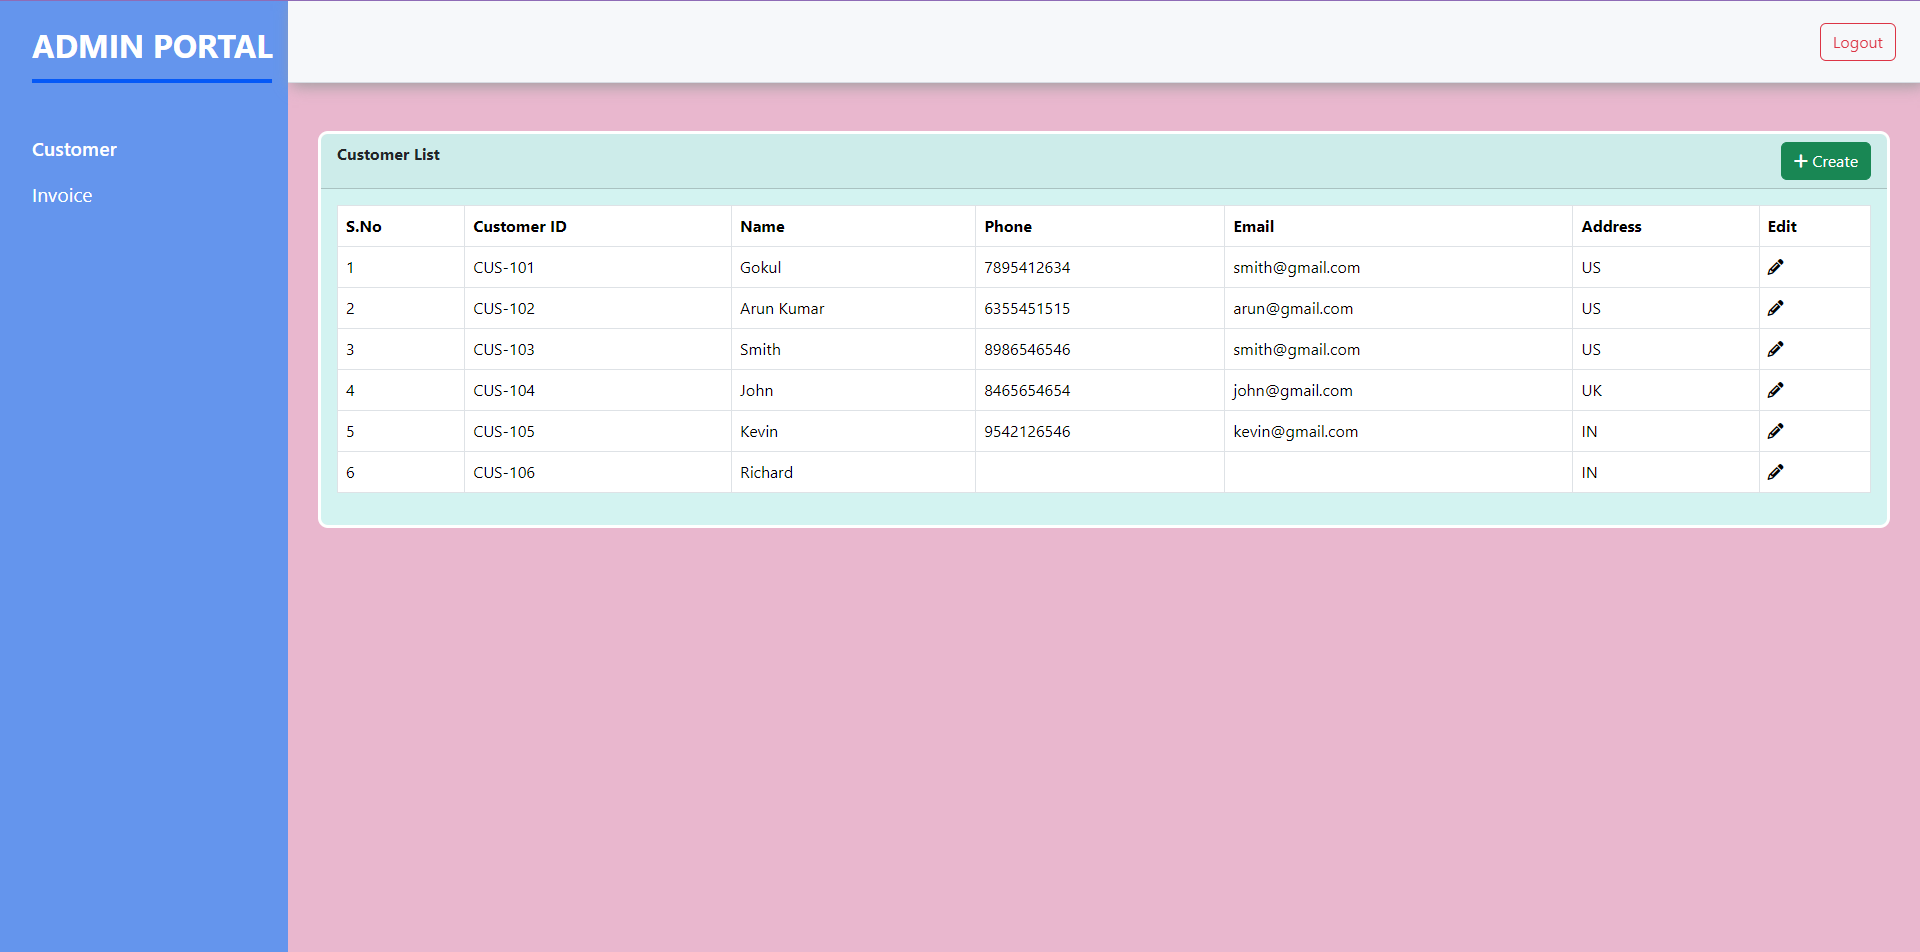 ADMIN PORTAL
Logout
Customer
Invoice
Customer List
Create
S.No Customer ID Name Phone Email Address Edit
1 CUS-101 Gokul 7895412634 smith@gmail.com US
2 CUS-102 Arun Kumar 6355451515 arun@gmail.com US
3 CUS-103 Smith 8986546546 smith@gmail.com US
4 CUS-104 John 8465654654 john@gmail.com UK
5 CUS-105 Kevin 9542126546 kevin@gmail.com IN
6 CUS-106 Richard IN